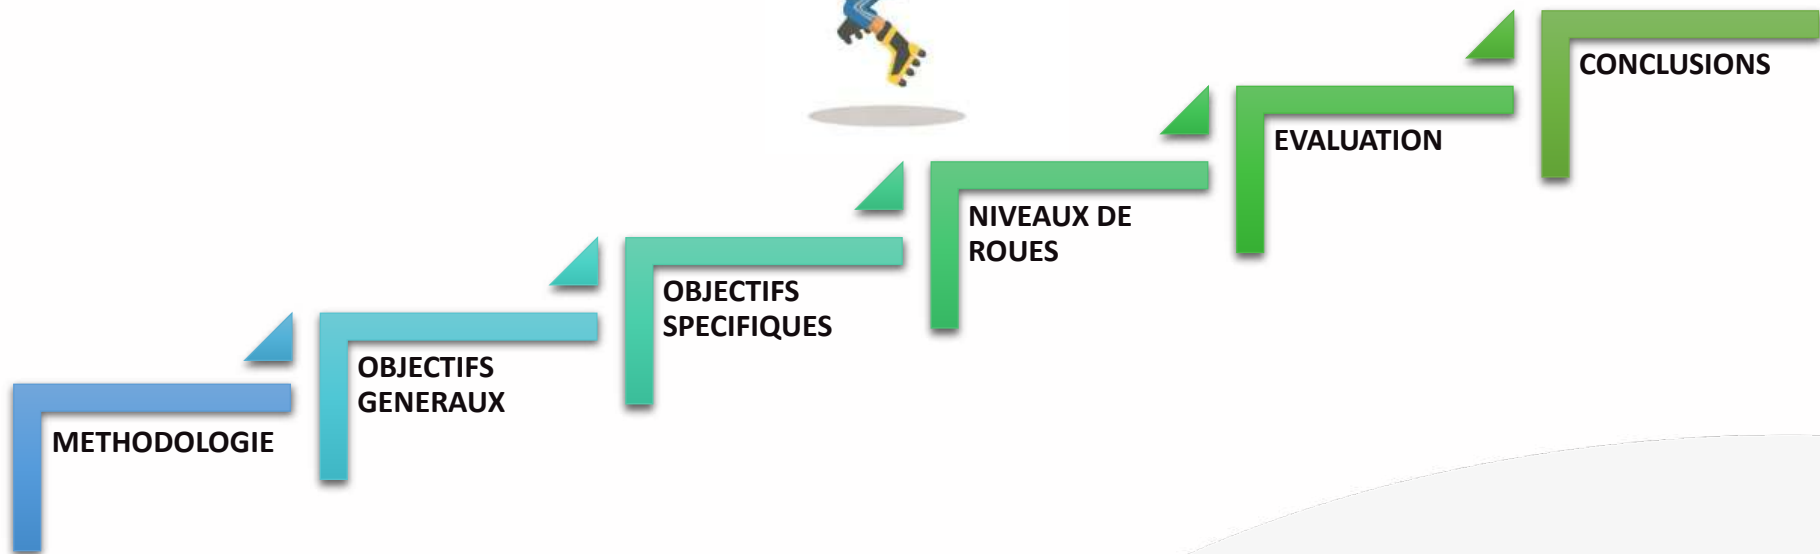 METHODOLOGIE
OBJECTIFS
GENERAUX
OBJECTIFS
SPECIFIQUES
NIVEAUX DE
ROUES
EVALUATION
CONCLUSIONS